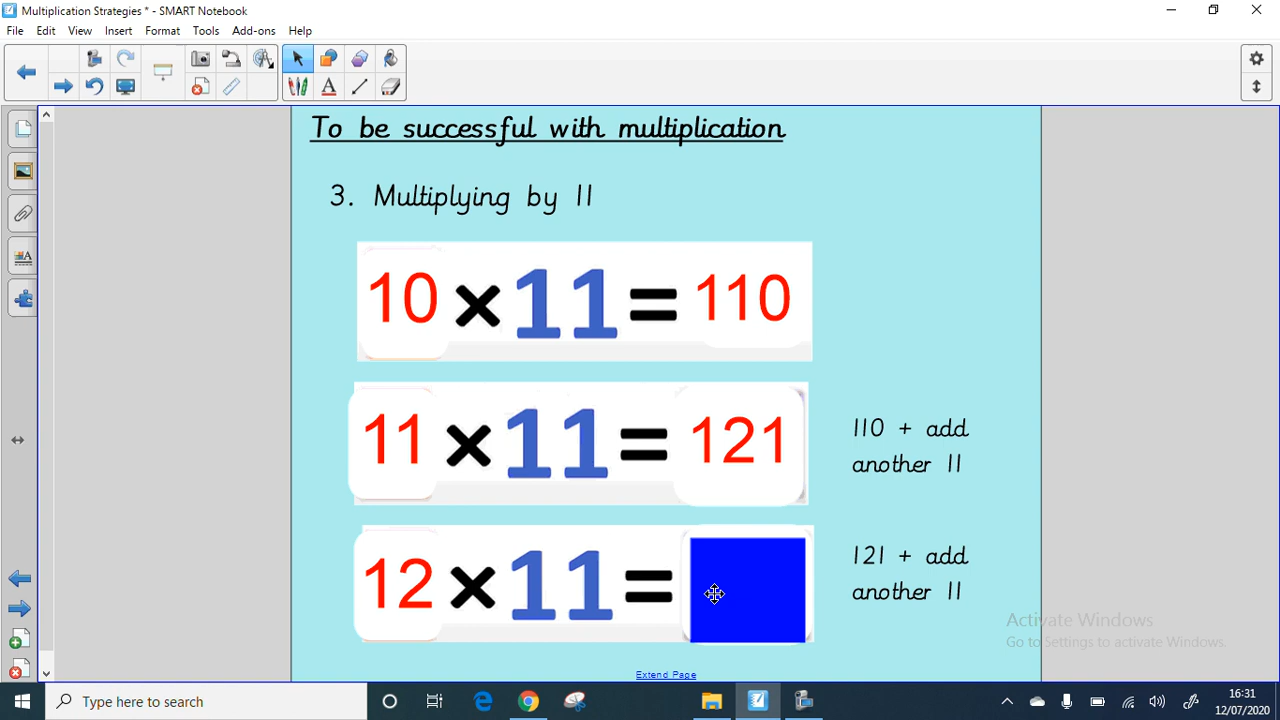 Multiplication Strategies * - SMART Notebook
File Edit View Insert Format Tools Add-ons Help
To be successful with multiplication
3. Multiplying by 11
10 × 11 = 110
11 × 11 = 121
110 + add
another 11
12 × 11 =
121 + add
another 11
Activate Windows
Go to Settings to activate Windows.
Extend Page
Type here to search
16:31
12/07/2020